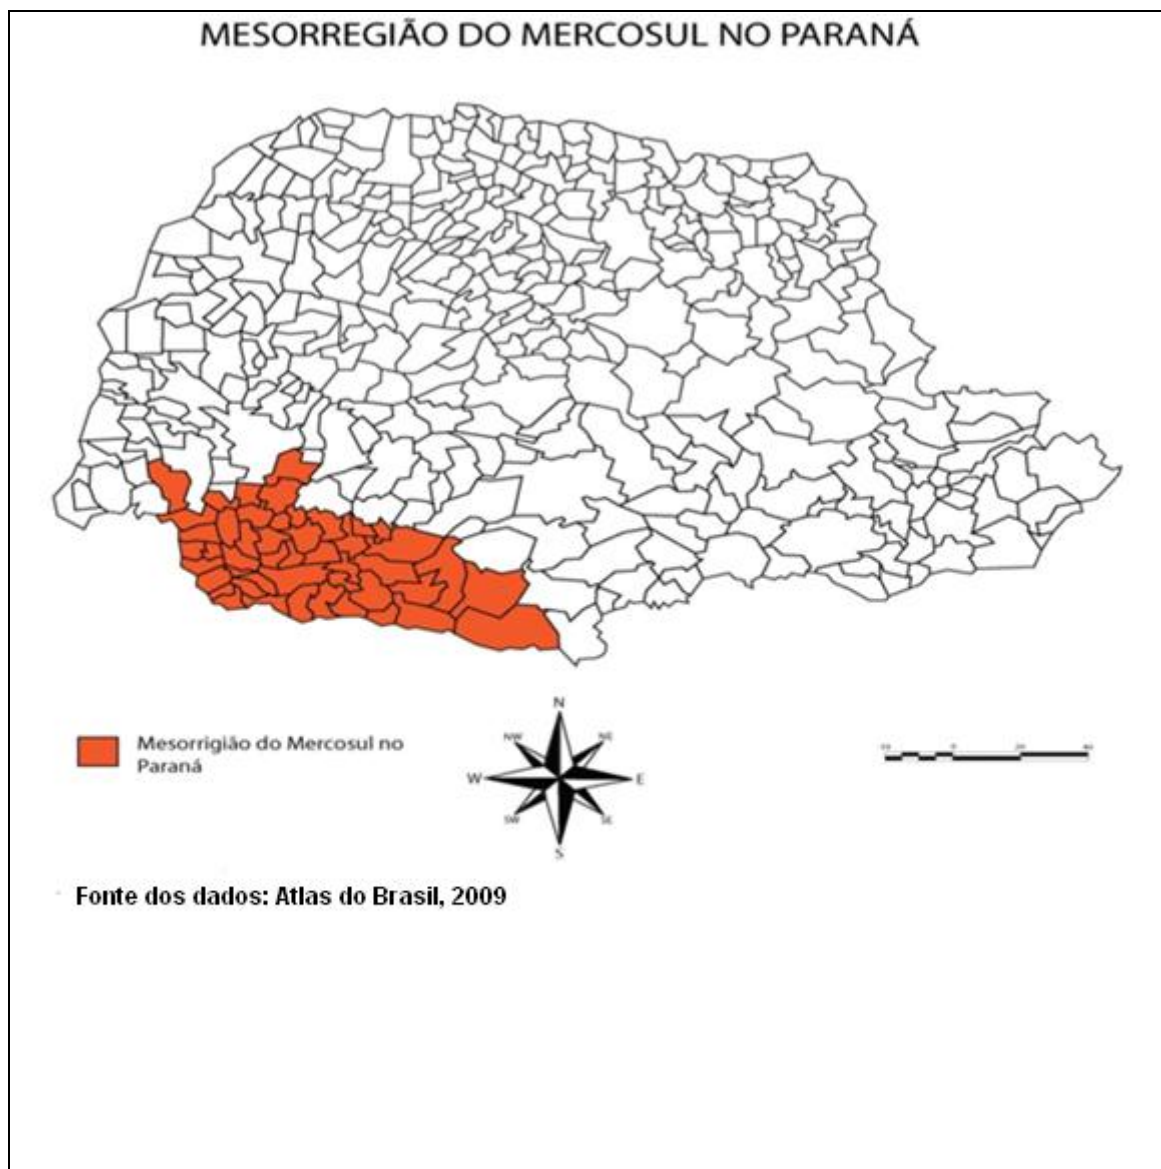 MESORREGIÃO DO MERCOSUL NO PARANÁ
N
NW
NE
W
E
SW
SE
S
Mesorrigião do Mercosul no
Paraná
0
Fonte dos dados: Atlas do Brasil, 2009